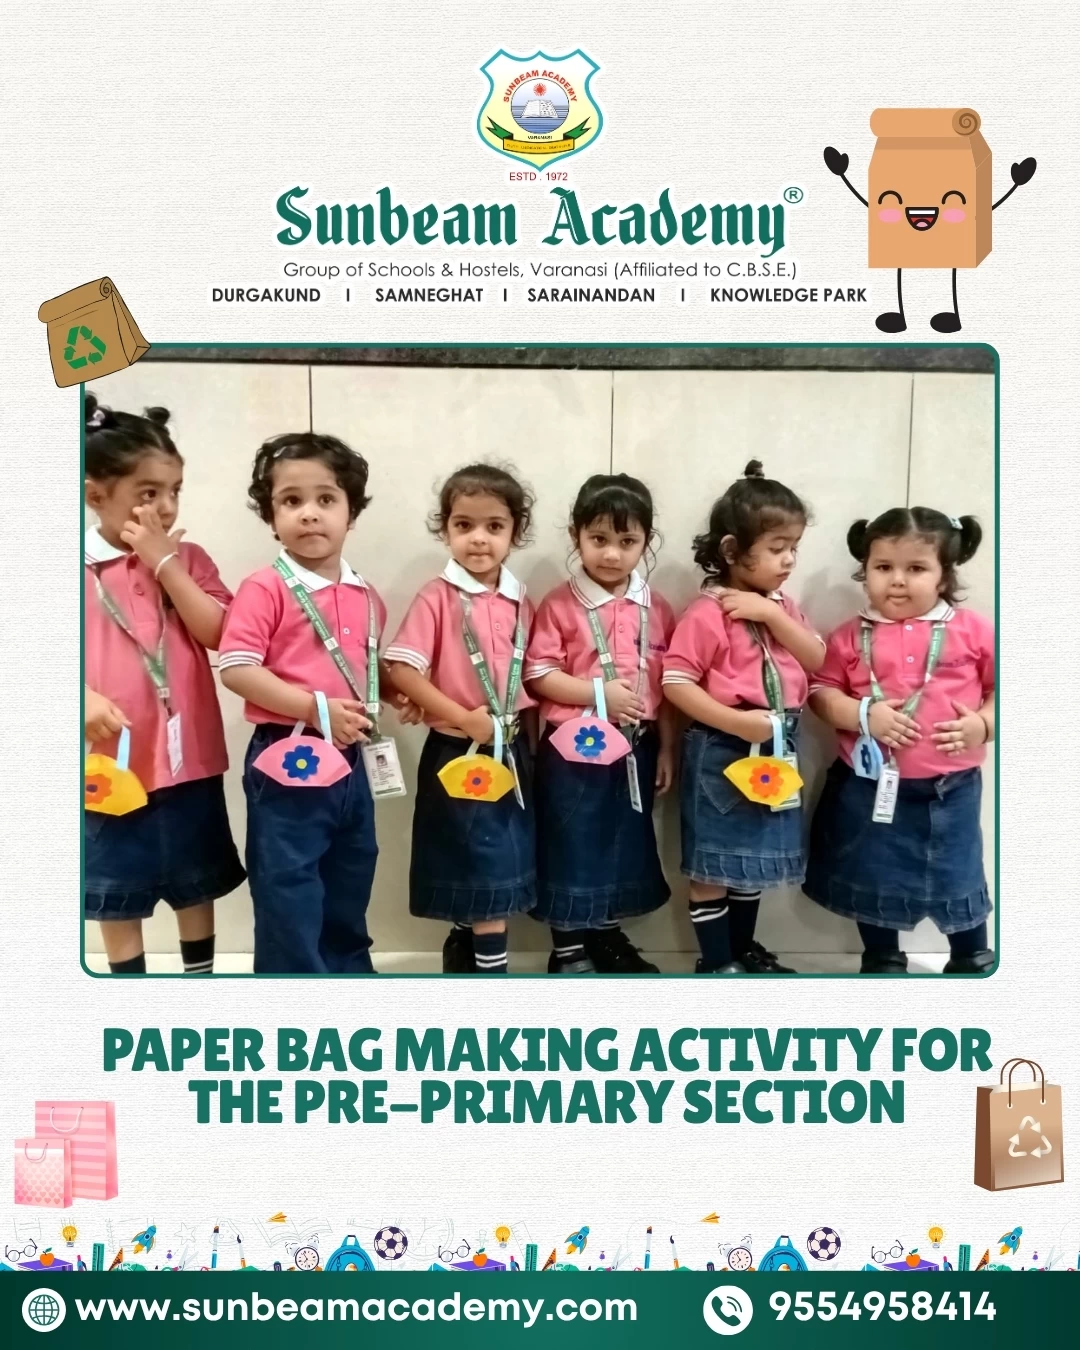 SUNBEAM ACADEMY
VARANASI
ESTD . 1972
Sunbeam Academy®
Group of Schools & Hostels, Varanasi (Affiliated to C.B.S.E.)
DURGAKUND I SAMNEGHAT I SARAINANDAN I KNOWLEDGE PARK
PAPER BAG MAKING ACTIVITY FOR
THE PRE-PRIMARY SECTION
www.sunbeamacademy.com
9554958414